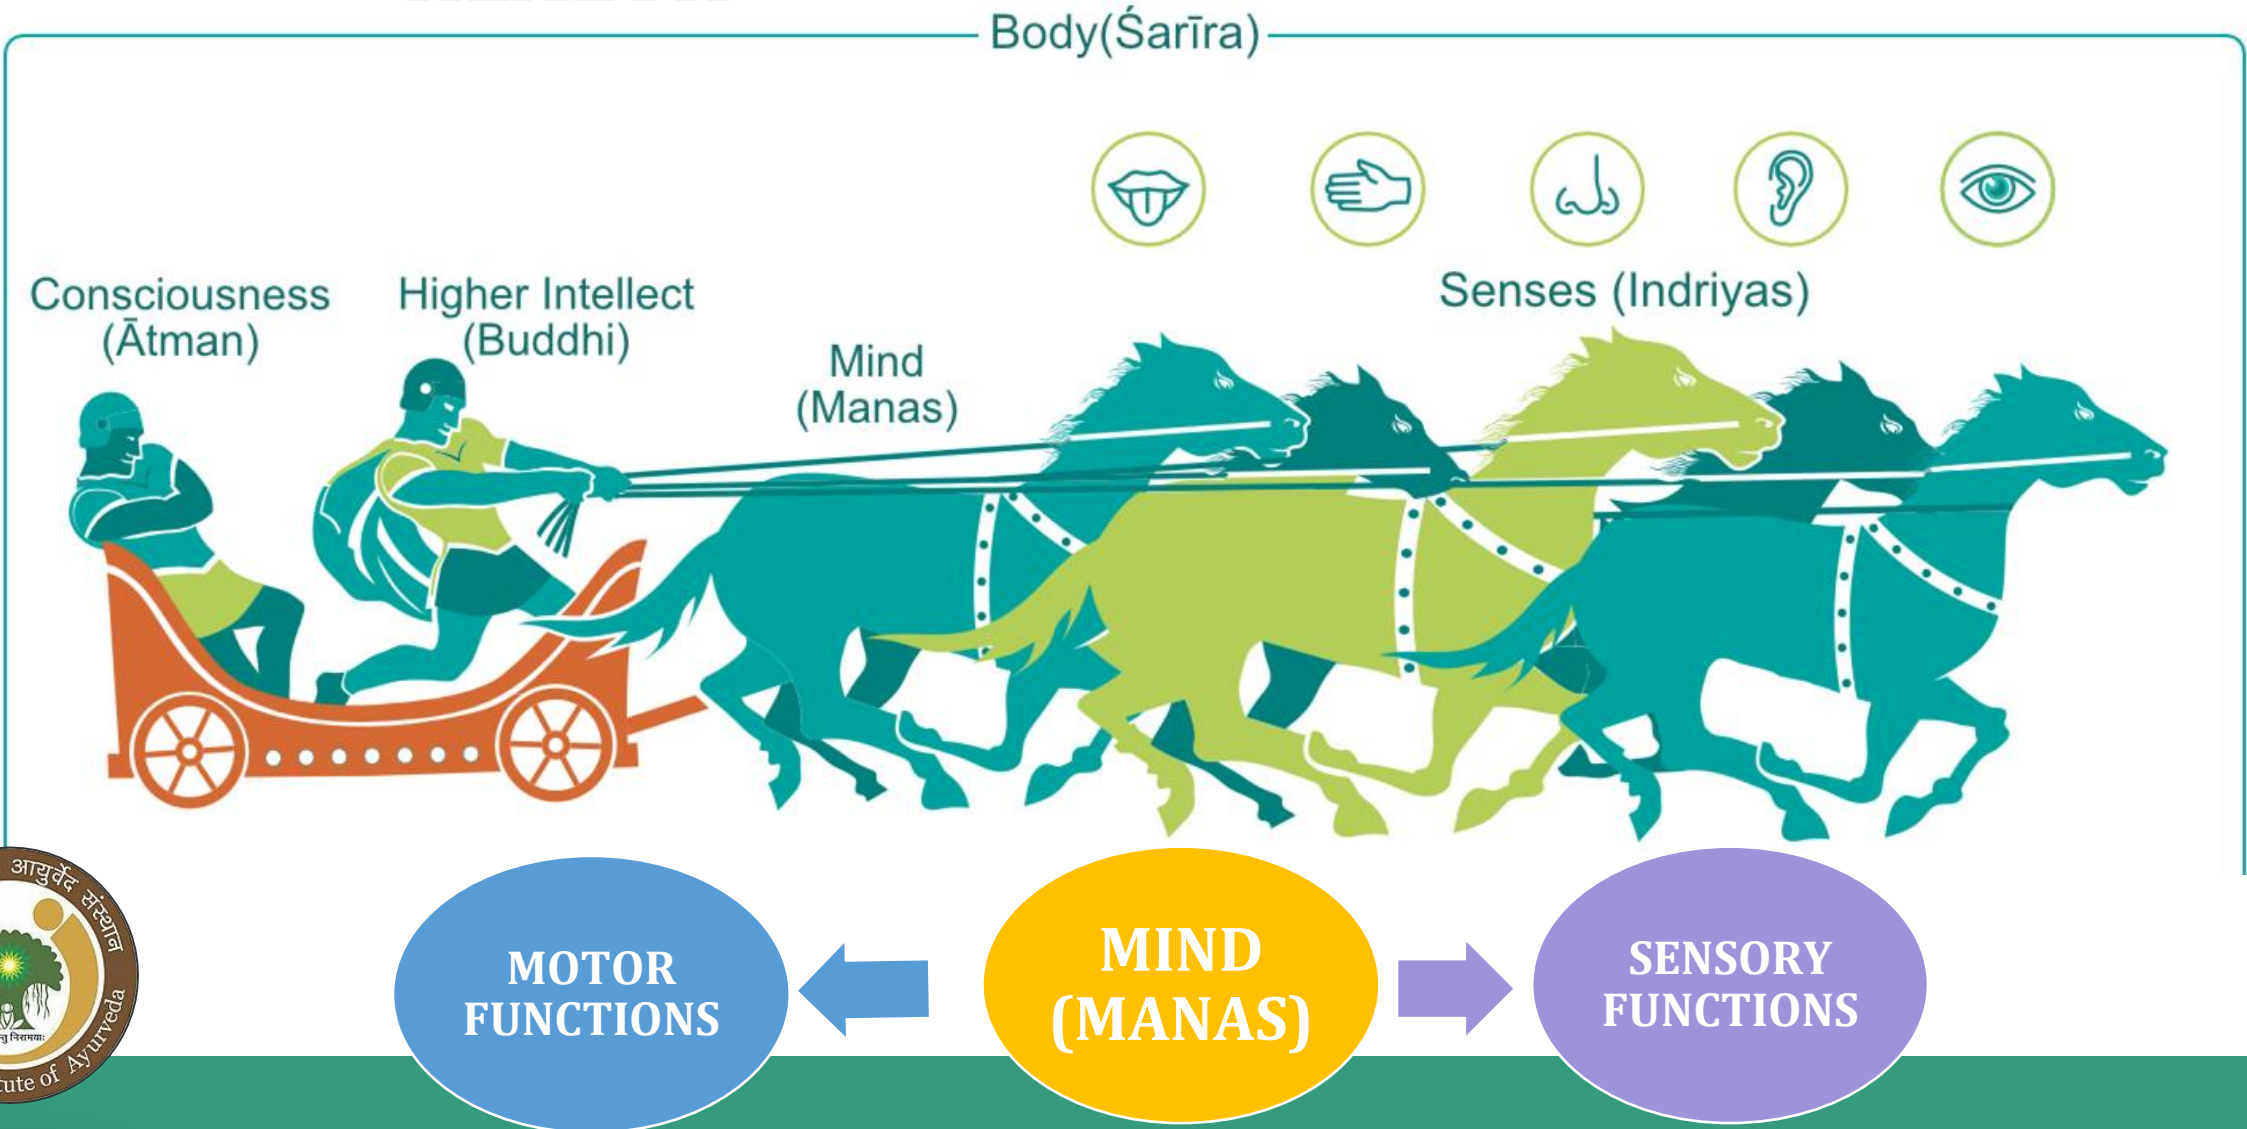 Body(Śarīra)
Consciousness
(Ātman)
Higher Intellect
(Buddhi)
Mind
(Manas)
Senses (Indriyas)
MOTOR
FUNCTIONS
MIND
(MANAS)
SENSORY
FUNCTIONS
आयुर्वेद संस्थान
निरामयाः
of Ayurveda